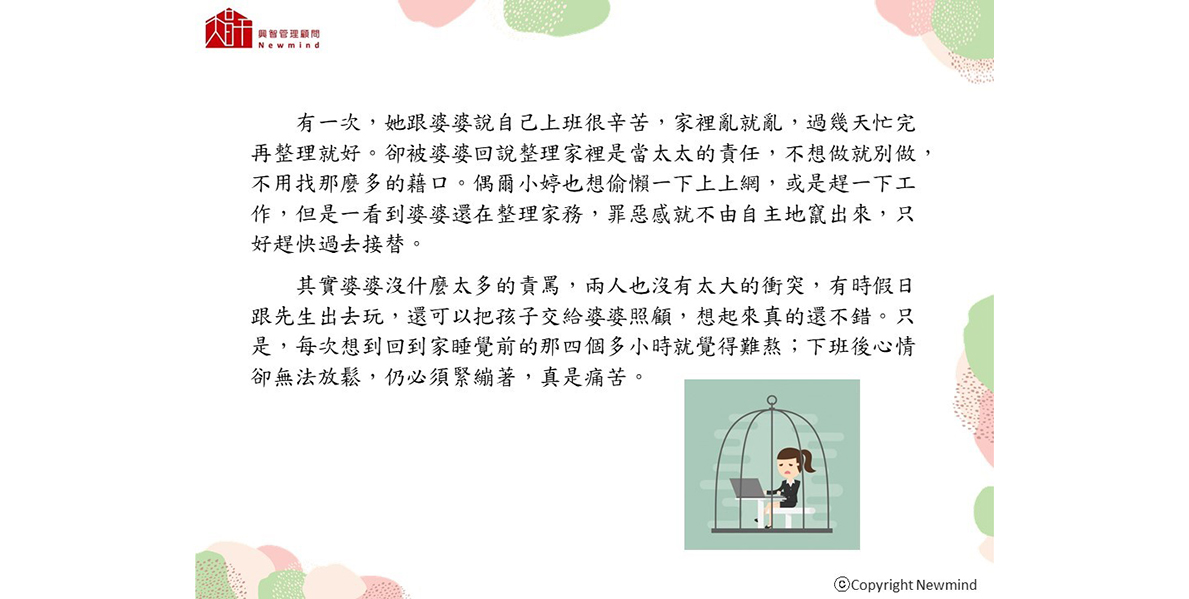 興智管理顧問
Newmind
有一次，她跟婆婆說自己上班很辛苦，家裡亂就亂，過幾天忙完
再整理就好。卻被婆婆回說整理家裡是當太太的責任，不想做就別做，
不用找那麼多的藉口。偶爾小婷也想偷懶一下上上網，或是趕一下工
作，但是一看到婆婆還在整理家務，罪惡感就不由自主地竄出來，只
好趕快過去接替。
其實婆婆沒什麼太多的責罵，兩人也沒有太大的衝突，有時假日
跟先生出去玩，還可以把孩子交給婆婆照顧，想起來真的還不錯。只
是，每次想到回到家睡覺前的那四個多小時就覺得難熬；下班後心情
卻無法放鬆，仍必須緊繃著，真是痛苦。
ⓒCopyright Newmind